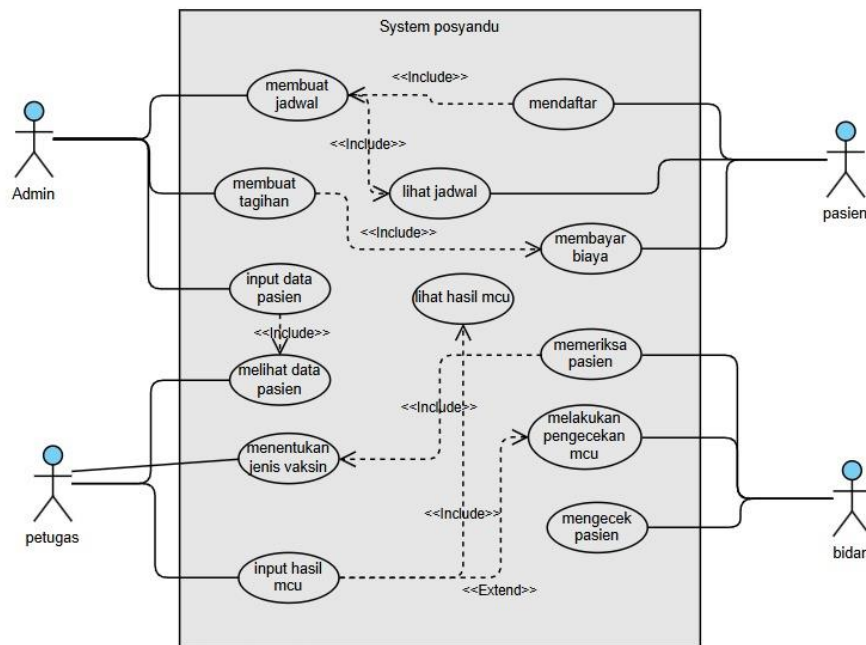 System posyandu
membuat
jadwal
<<Include>>
mendaftar
Admin
<<Include>>
pasien
membuat
tagihan
lihat jadwal
<<Include>>
membayar
biaya
input data
pasien
lihat hasil mcu
<<Include>>
melihat data
pasien
memeriksa
pasien
<<Include>>
melakukan
pengecekan
mcu
menentukan
jenis vaksin
petugas
<<Include>>
mengecek
pasien
bidan
input hasil
mcu
<<Extend>>